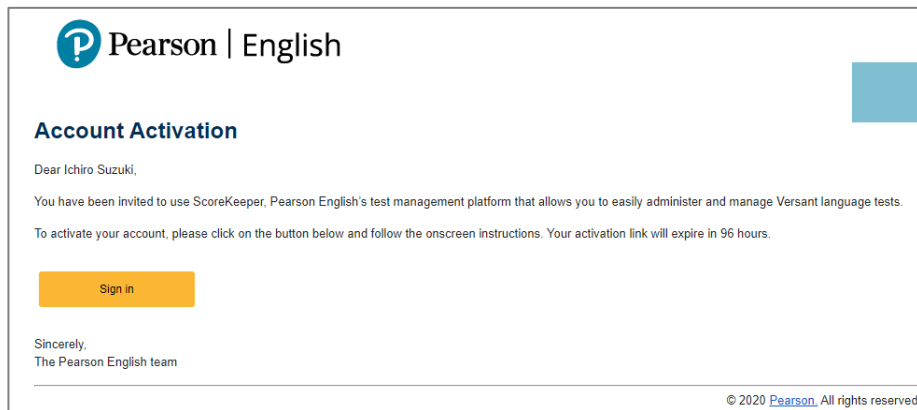 Pearson | English
Account Activation
Dear Ichiro Suzuki,
You have been invited to use ScoreKeeper, Pearson English's test management platform that allows you to easily administer and manage Versant language tests.
To activate your account, please click on the button below and follow the onscreen instructions. Your activation link will expire in 96 hours.
Sign in
Sincerely,
The Pearson English team
© 2020 Pearson. All rights reserved